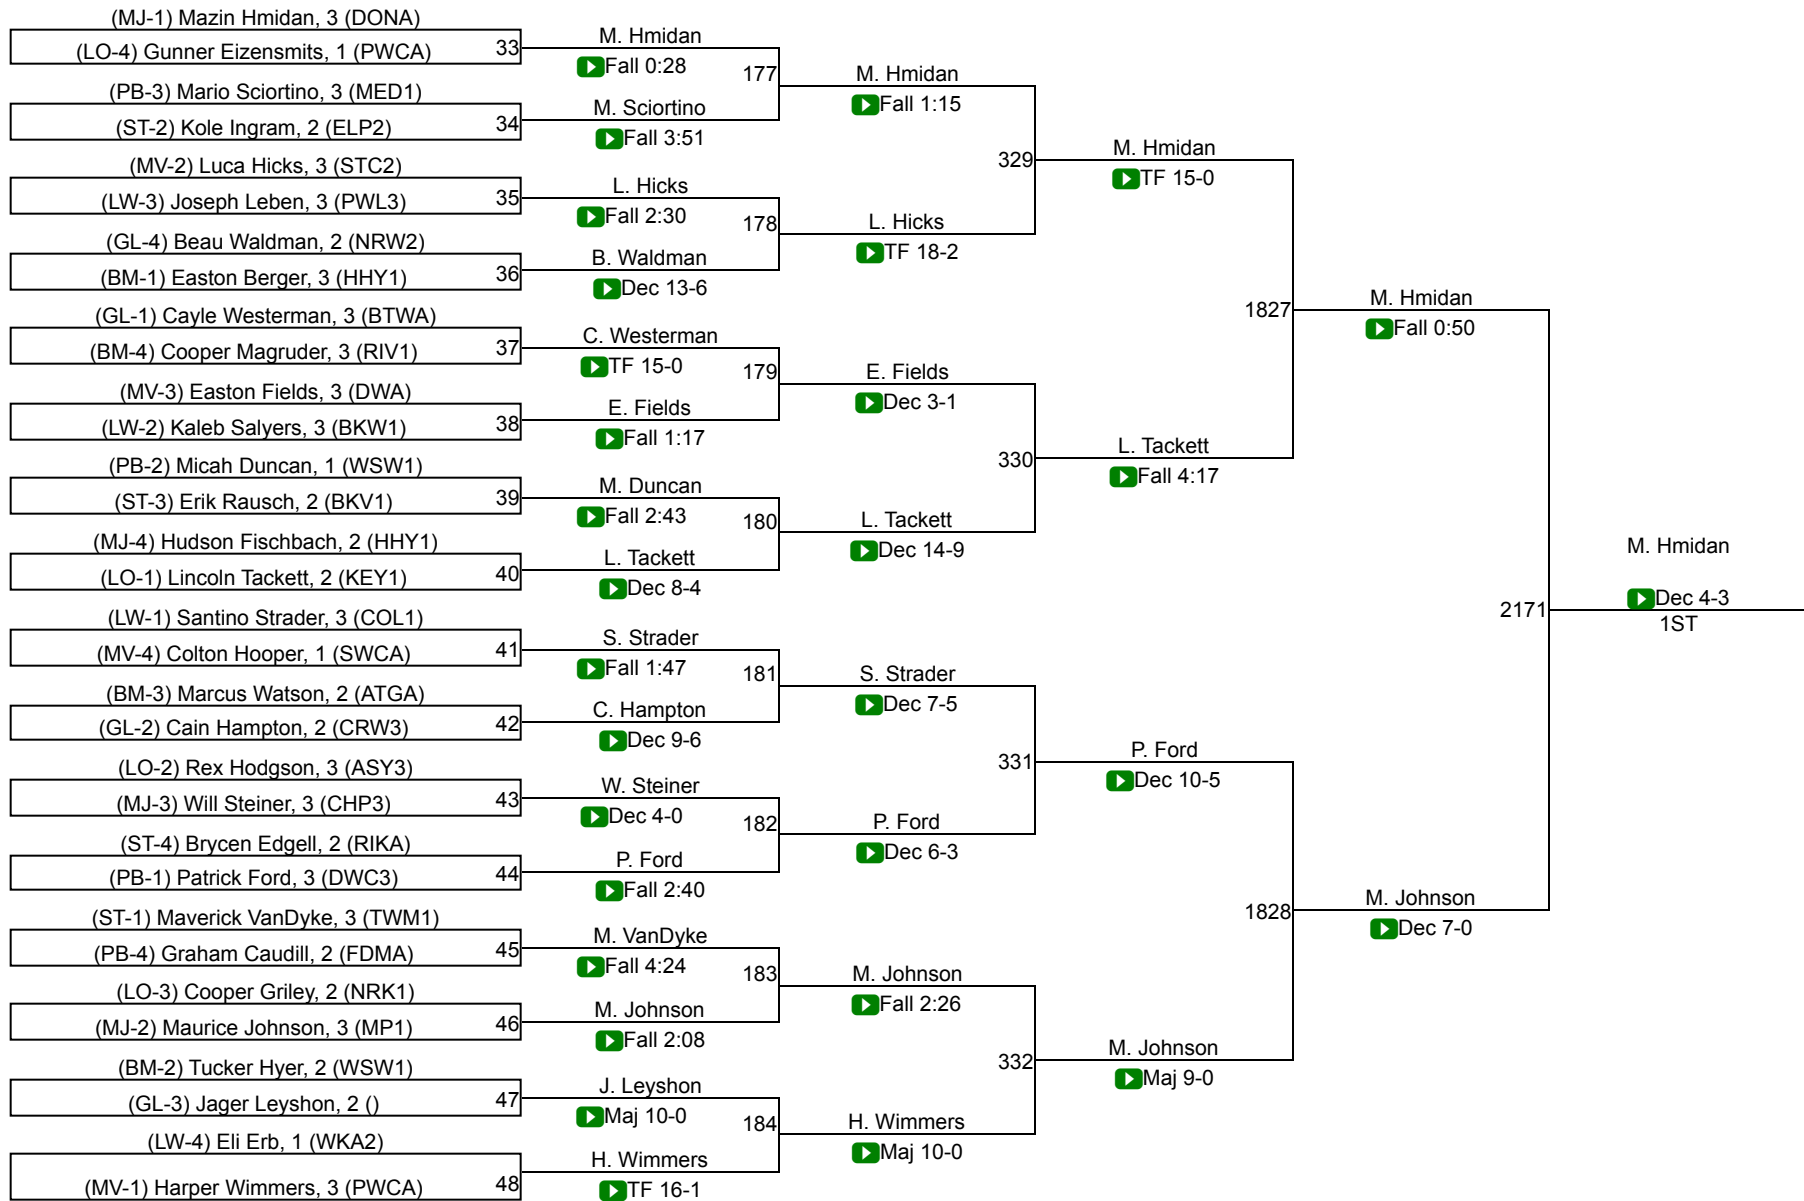 (MJ-1) Mazin Hmidan, 3 (DONA)
(LO-4) Gunner Eizensmits, 1 (PWCA)
33
(PB-3) Mario Sciortino, 3 (MED1)
(ST-2) Kole Ingram, 2 (ELP2)
34
(MV-2) Luca Hicks, 3 (STC2)
(LW-3) Joseph Leben, 3 (PWL3)
35
(GL-4) Beau Waldman, 2 (NRW2)
(BM-1) Easton Berger, 3 (HHY1)
36
(GL-1) Cayle Westerman, 3 (BTWA)
(BM-4) Cooper Magruder, 3 (RIV1)
37
(MV-3) Easton Fields, 3 (DWA)
(LW-2) Kaleb Salyers, 3 (BKW1)
38
(PB-2) Micah Duncan, 1 (WSW1)
(ST-3) Erik Rausch, 2 (BKV1)
39
(MJ-4) Hudson Fischbach, 2 (HHY1)
(LO-1) Lincoln Tackett, 2 (KEY1)
40
(LW-1) Santino Strader, 3 (COL1)
(MV-4) Colton Hooper, 1 (SWCA)
41
(BM-3) Marcus Watson, 2 (ATGA)
(GL-2) Cain Hampton, 2 (CRW3)
42
(LO-2) Rex Hodgson, 3 (ASY3)
(MJ-3) Will Steiner, 3 (CHP3)
43
(ST-4) Brycen Edgell, 2 (RIKA)
(PB-1) Patrick Ford, 3 (DWC3)
44
(ST-1) Maverick VanDyke, 3 (TWM1)
(PB-4) Graham Caudill, 2 (FDMA)
45
(LO-3) Cooper Griley, 2 (NRK1)
(MJ-2) Maurice Johnson, 3 (MP1)
46
(BM-2) Tucker Hyer, 2 (WSW1)
(GL-3) Jager Leyshon, 2 ()
47
(LW-4) Eli Erb, 1 (WKA2)
(MV-1) Harper Wimmers, 3 (PWCA)
48
M. Hmidan
Fall 0:28
177
M. Sciortino
Fall 3:51
L. Hicks
Fall 2:30
178
B. Waldman
Dec 13-6
C. Westerman
TF 15-0
179
E. Fields
Fall 1:17
M. Duncan
Fall 2:43
180
L. Tackett
Dec 8-4
S. Strader
Fall 1:47
181
C. Hampton
Dec 9-6
W. Steiner
Dec 4-0
182
P. Ford
Fall 2:40
M. VanDyke
Fall 4:24
183
M. Johnson
Fall 2:08
J. Leyshon
Maj 10-0
184
H. Wimmers
TF 16-1
M. Hmidan
Fall 1:15
329
L. Hicks
TF 18-2
E. Fields
Dec 3-1
330
L. Tackett
Dec 14-9
S. Strader
Dec 7-5
331
P. Ford
Dec 6-3
M. Johnson
Fall 2:26
332
H. Wimmers
Maj 10-0
M. Hmidan
TF 15-0
1827
L. Tackett
Fall 4:17
P. Ford
Dec 10-5
1828
M. Johnson
Maj 9-0
M. Hmidan
Fall 0:50
2171
M. Johnson
Dec 7-0
M. Hmidan
Dec 4-3
1ST